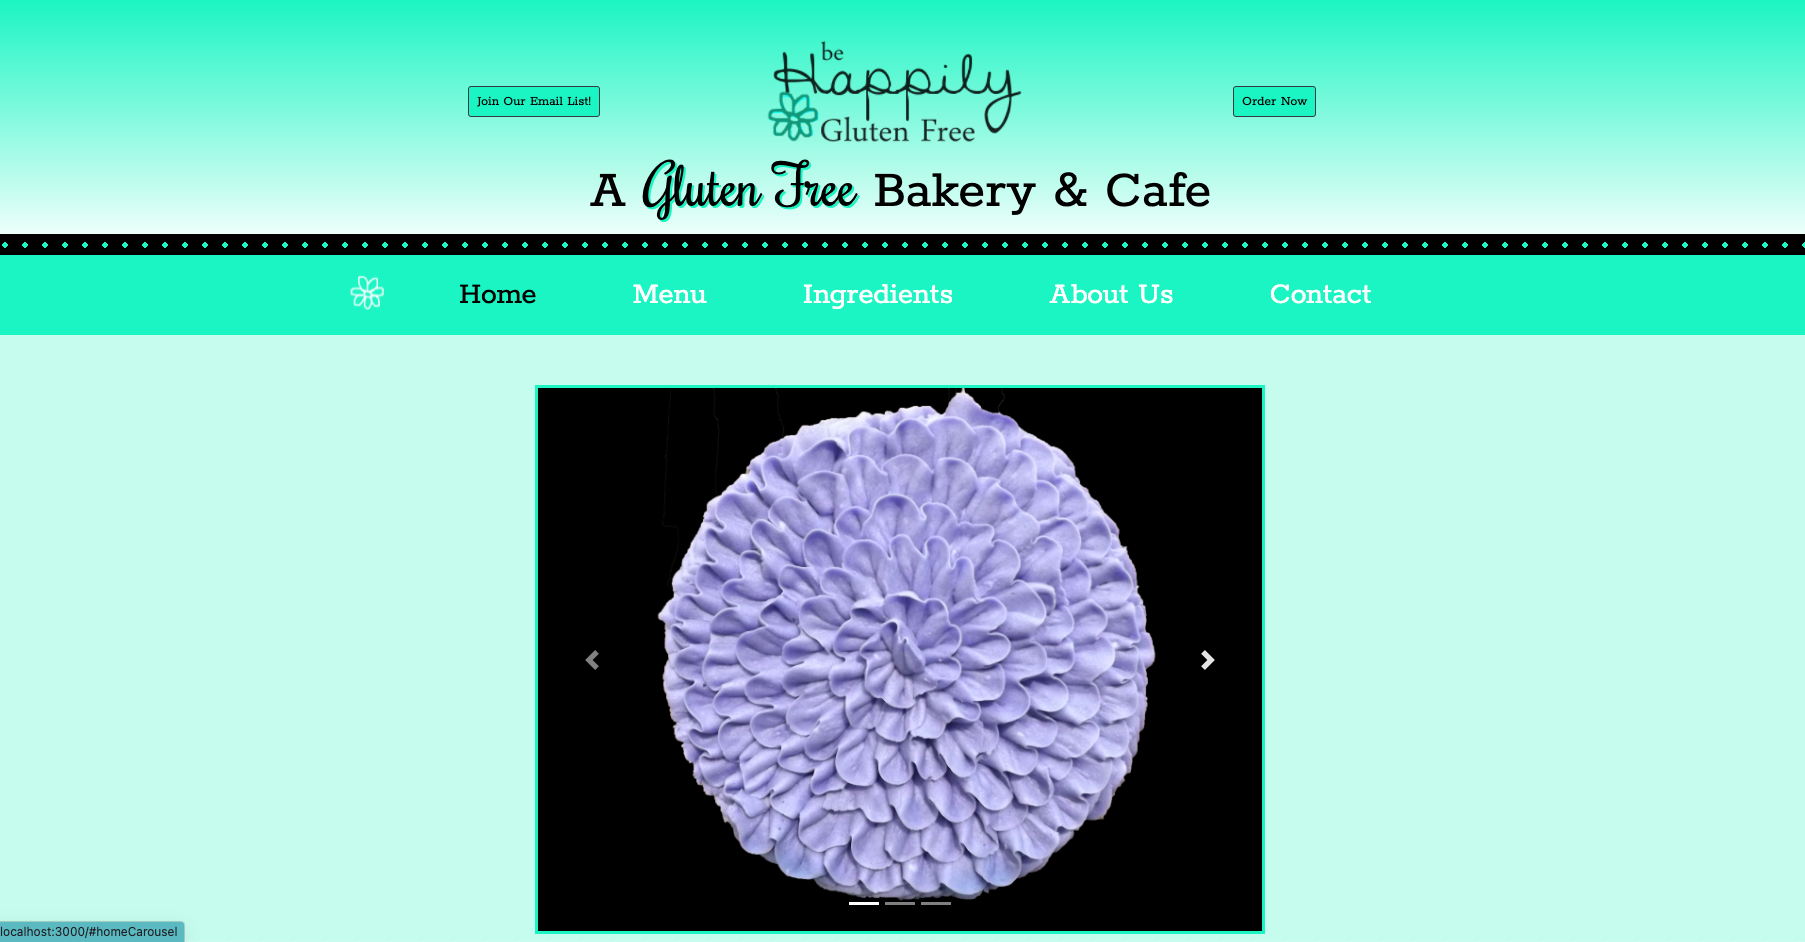 be
Happily
Gluten Free
Join Our Email List!
Order Now
A Gluten Free Bakery & Cafe
Home Menu Ingredients About Us Contact
localhost:3000/#homeCarousel